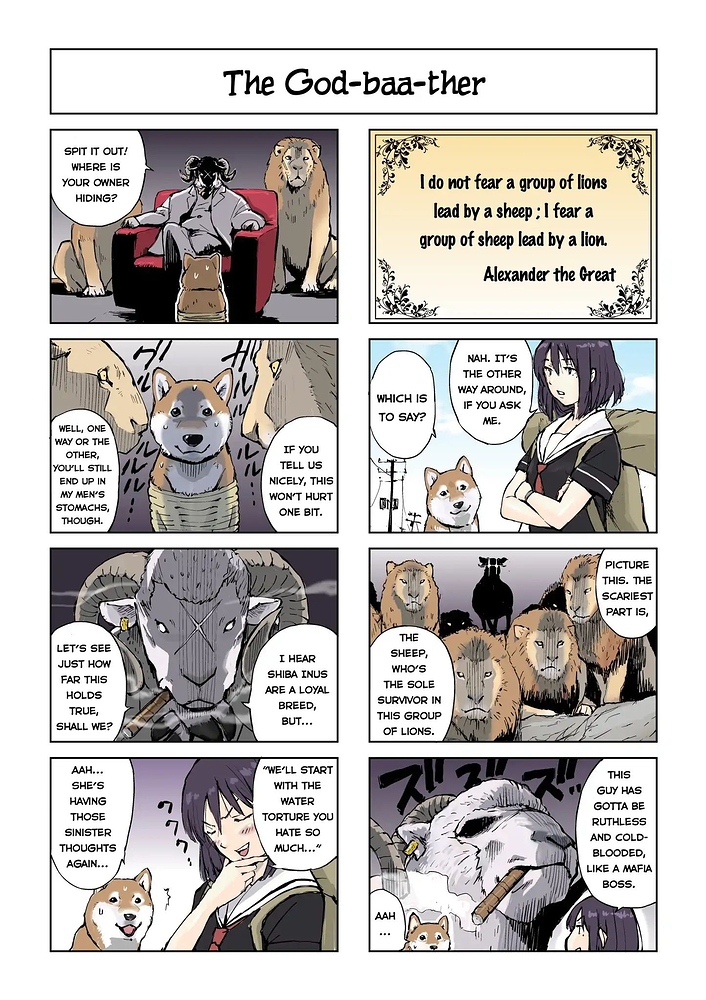 The God-baa-ther
I do not fear a group of lions
lead by a sheep ; I fear a
group of sheep lead by a lion.
Alexander the Great
NAH. IT'S
THE OTHER
WAY AROUND,
IF YOU ASK
ME.
WHICH IS
TO SAY?
PICTURE
THIS. THE
SCARIEST
PART IS,
THE
SHEEP,
WHO'S
THE SOLE
SURVIVOR IN
THIS GROUP
OF LIONS.
THIS
GUY HAS
GOTTA BE
RUTHLESS
AND COLD-
BLOODED,
LIKE A MAFIA
BOSS.
ズズズ
AAH
...
SPIT IT OUT!
WHERE IS
YOUR OWNER
HIDING?
IF YOU
TELL US
NICELY, THIS
WON'T HURT
ONE BIT.
WELL, ONE
WAY OR THE
OTHER,
YOU'LL STILL
END UP IN
MY MEN'S
STOMACHS,
THOUGH.
I HEAR
SHIBA INUS
ARE A LOYAL
BREED,
BUT...
LET'S SEE
JUST HOW
FAR THIS
HOLDS
TRUE,
SHALL WE?
"WE'LL START
WITH THE
WATER
TORTURE YOU
HATE SO
MUCH..."
AAH...
SHE'S
HAVING
THOSE
SINISTER
THOUGHTS
AGAIN...